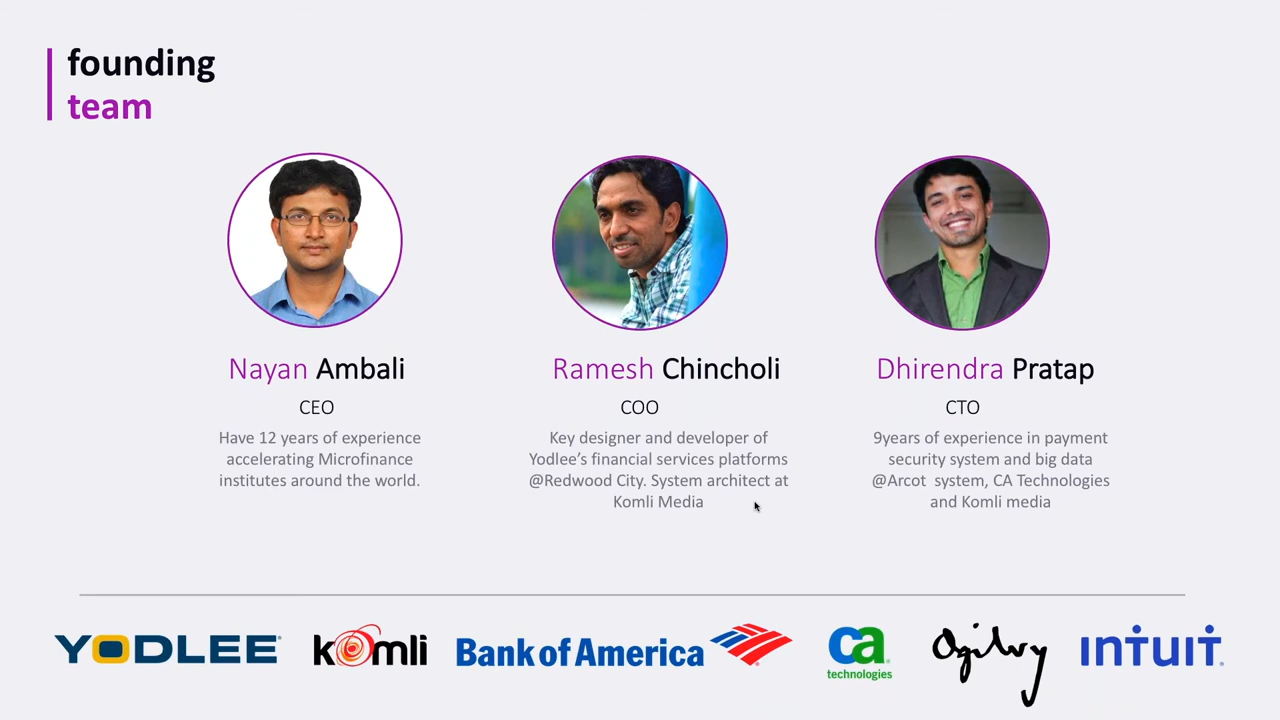 founding
team
Nayan Ambali
CEO
Have 12 years of experience
accelerating Microfinance
institutes around the world.
Ramesh Chincholi
COO
Key designer and developer of
Yodlee’s financial services platforms
@Redwood City. System architect at
Komli Media
Dhirendra Pratap
CTO
9years of experience in payment
security system and big data
@Arcot  system, CA Technologies
and Komli media
YODLEE®
komli
Bank of America®
ca®
technologies
Ogilvy
INTUIT®